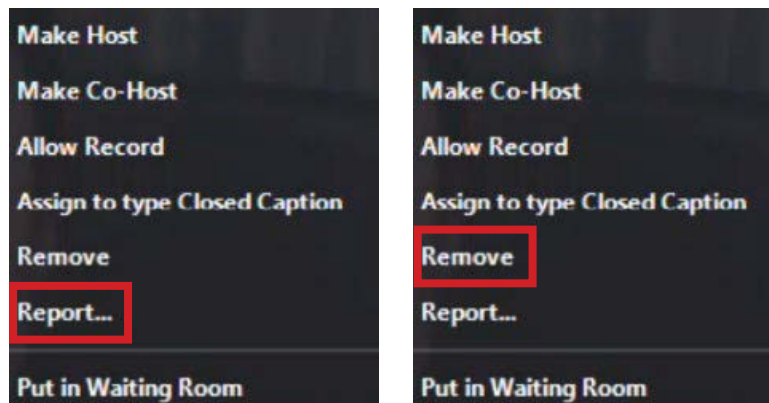 Make Host
Make Co-Host
Allow Record
Assign to type Closed Caption
Remove
Report...
Put in Waiting Room
Make Host
Make Co-Host
Allow Record
Assign to type Closed Caption
Remove
Report...
Put in Waiting Room